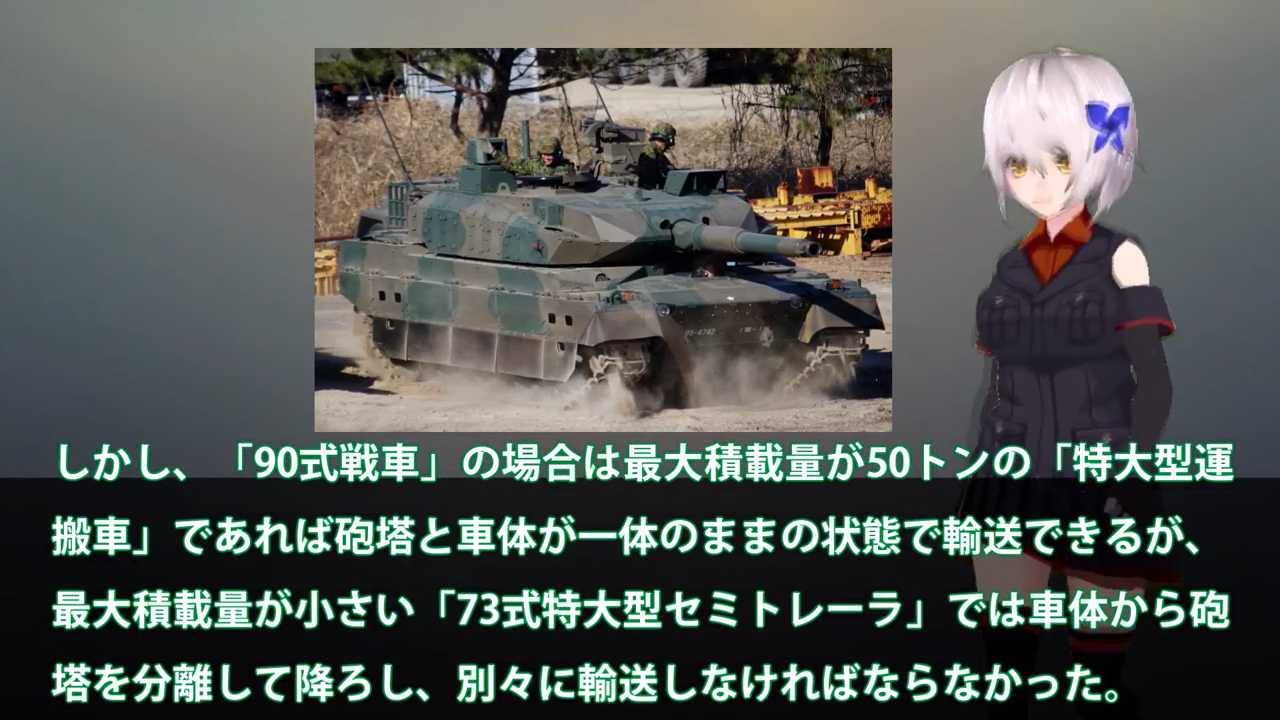 95-4742
しかし、「90式戦車」の場合は最大積載量が50トンの「特大型運
搬車」であれば砲塔と車体が一体のままの状態で輸送できるが、
最大積載量が小さい「73式特大型セミトレーラ」では車体から砲
塔を分離して降ろし、別々に輸送しなければならなかった。